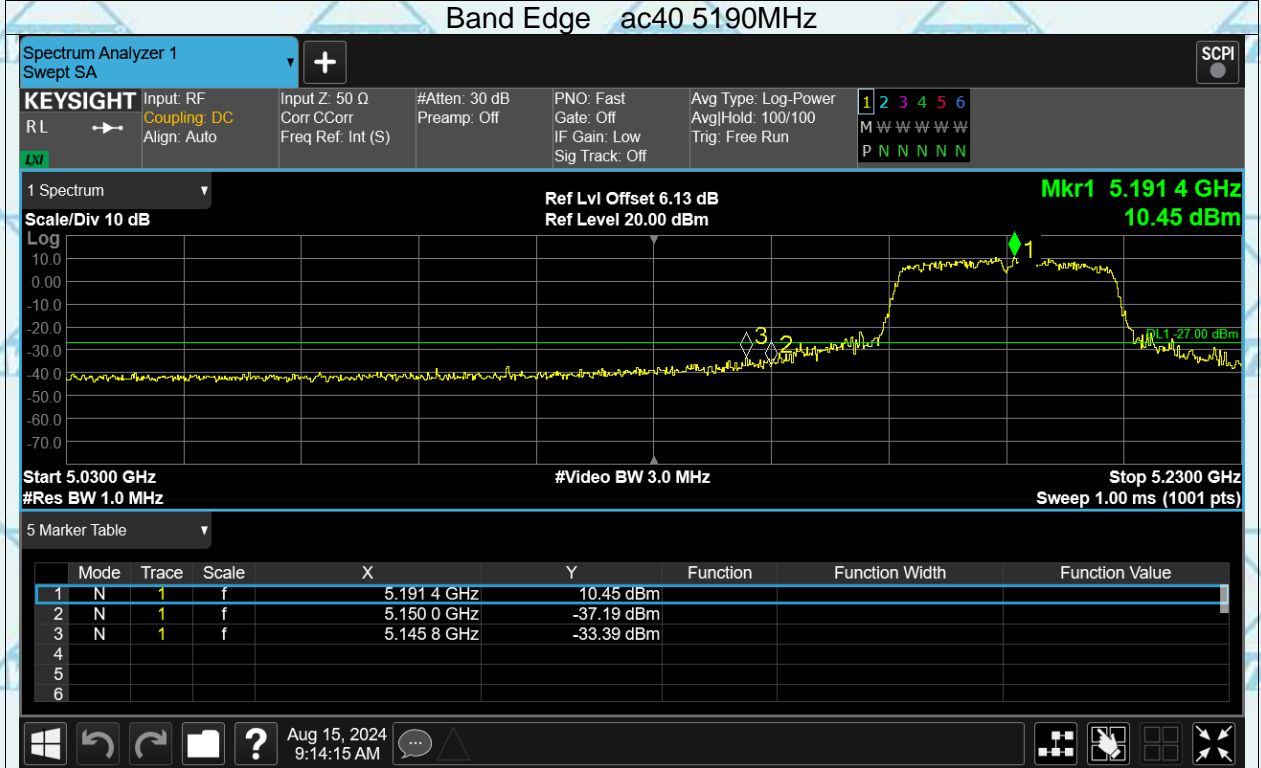 Band Edge ac40 5190MHz
Spectrum Analyzer 1
Swept SA
SCPI
KEYSIGHT
R L
LXI
Input: RF
Coupling: DC
Align: Auto
Input Z: 50 Ω
Corr CCorr
Freq Ref: Int (S)
#Atten: 30 dB
Preamp: Off
PNO: Fast
Gate: Off
IF Gain: Low
Sig Track: Off
Avg Type: Log-Power
Avg|Hold: 100/100
Trig: Free Run
1 2 3 4 5 6
M W W W W W
P N N N N N
1 Spectrum
Scale/Div 10 dB
Ref Lvl Offset 6.13 dB
Ref Level 20.00 dBm
Mkr1 5.191 4 GHz
10.45 dBm
Log
10.0
0.00
-10.0
-20.0
-30.0
-40.0
-50.0
-60.0
-70.0
1
3
2
DL1 -27.00 dBm
Start 5.0300 GHz
#Video BW 3.0 MHz
Stop 5.2300 GHz
#Res BW 1.0 MHz
Sweep 1.00 ms (1001 pts)
5 Marker Table
Mode Trace Scale X Y Function Function Width Function Value
1 N 1 f 5.191 4 GHz 10.45 dBm
2 N 1 f 5.150 0 GHz -37.19 dBm
3 N 1 f 5.145 8 GHz -33.39 dBm
4
5
6
?
Aug 15, 2024
9:14:15 AM